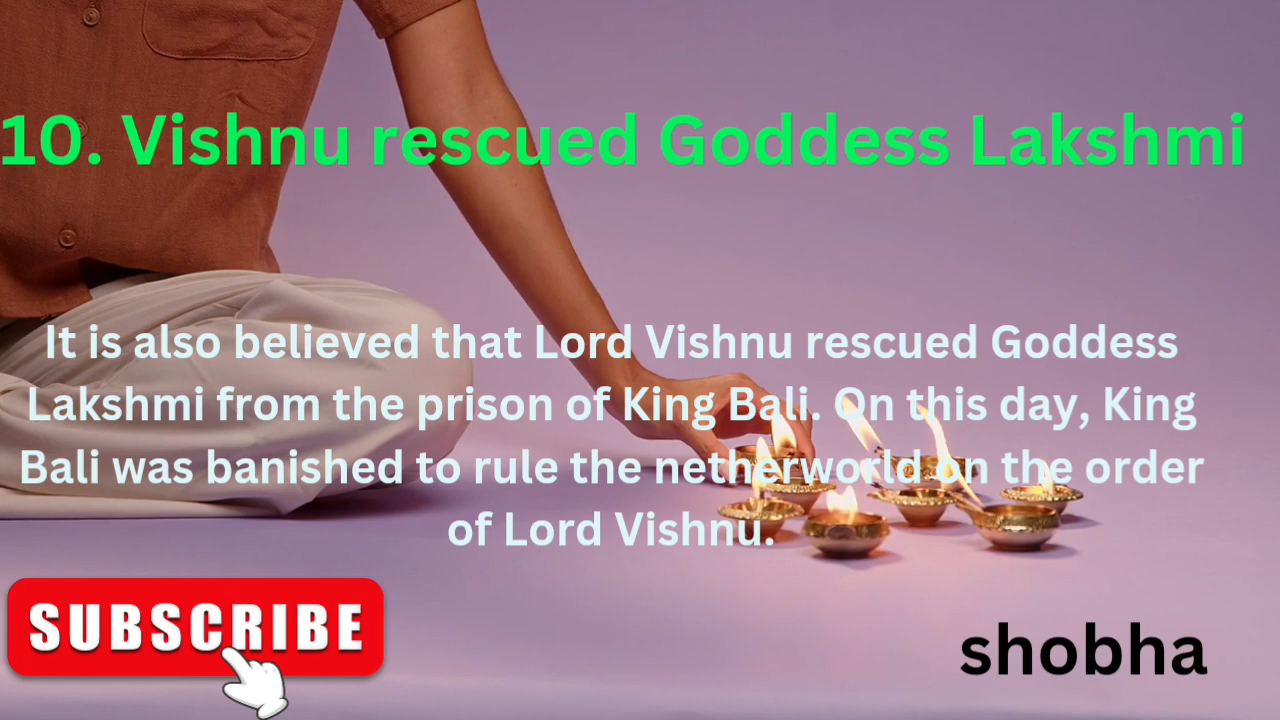 10. Vishnu rescued Goddess Lakshmi
It is also believed that Lord Vishnu rescued Goddess
Lakshmi from the prison of King Bali. On this day, King
Bali was banished to rule the netherworld on the order
of Lord Vishnu.
SUBSCRIBE
shobha